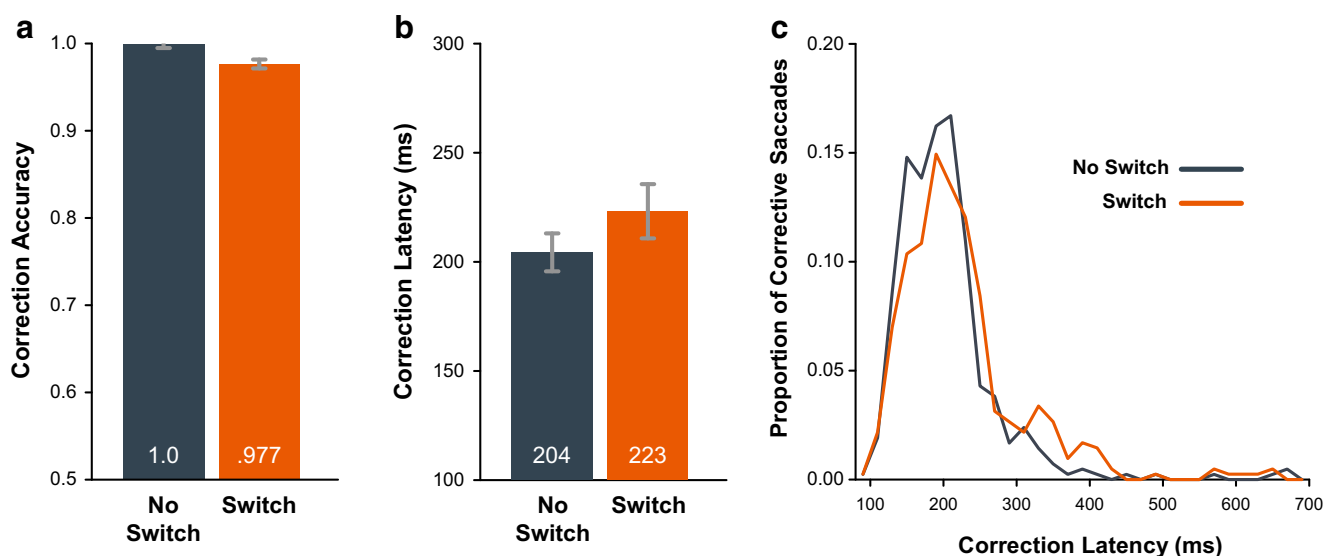 a
Correction Accuracy
1.0
0.9
0.8
0.7
0.6
0.5
1.0
.977
No
Switch
Switch
b
Correction Latency (ms)
300
250
200
150
100
204
223
No
Switch
Switch
c
Proportion of Corrective Saccades
0.20
0.15
0.10
0.05
0.00
No Switch
Switch
100 200 300 400 500 600 700
Correction Latency (ms)